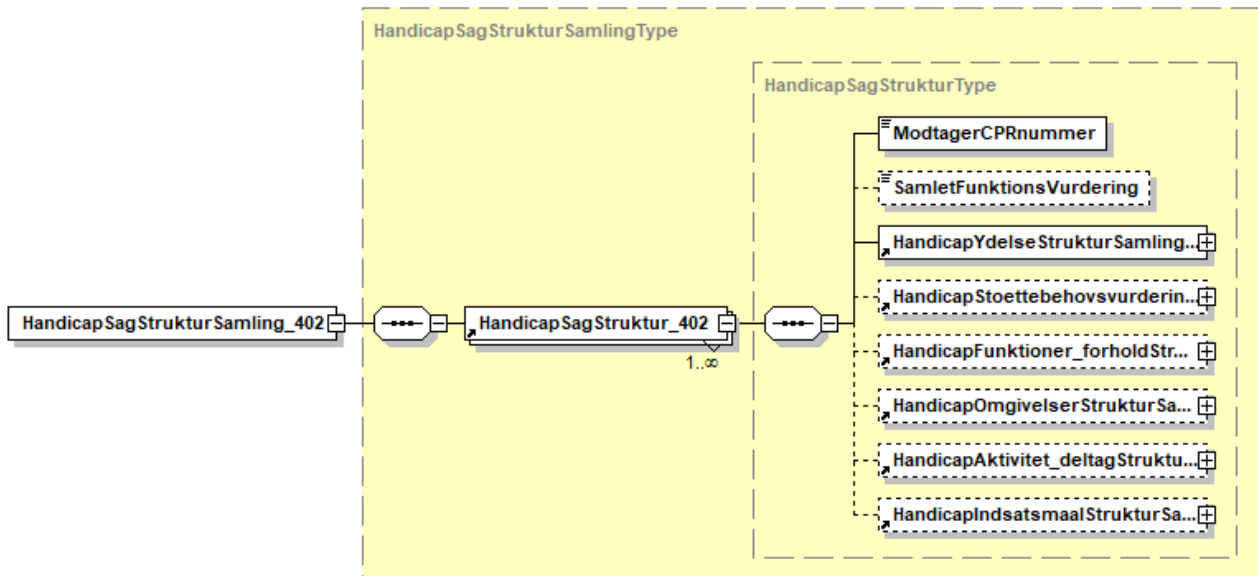 HandicapSagStrukturSamlingType
HandicapSagStrukturType
ModtagerCPRnummer
SamletFunktionsVurdering
HandicapYdelseStrukturSamling...
HandicapStoettebehovsvurderin...
HandicapSagStrukturSamling_402
HandicapSagStruktur_402
1..∞
HandicapFunktioner_forholdStr...
HandicapOmgivelserStrukturSa...
HandicapAktivitet_deltagStruktu...
HandicapIndsatsmaalStrukturSa...